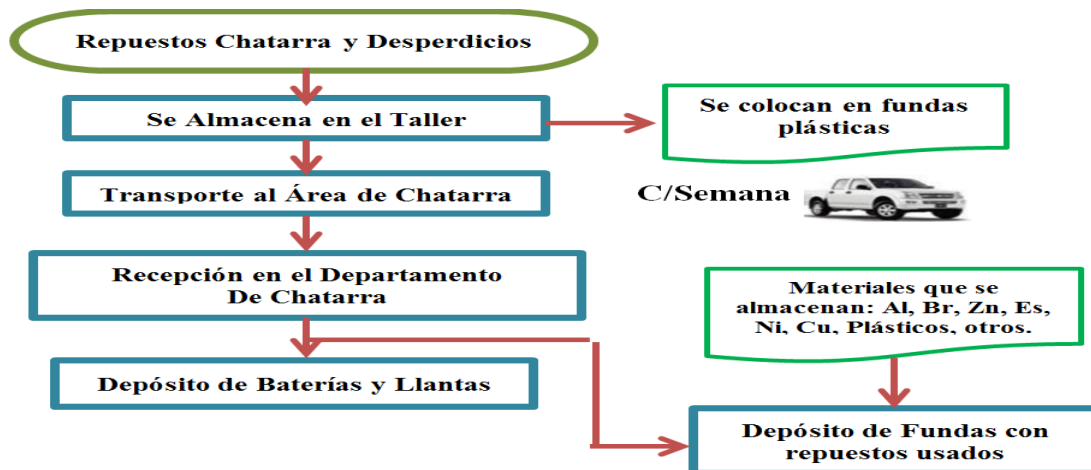 Repuestos Chatarra y Desperdicios
Se Almacena en el Taller
Se colocan en fundas
plásticas
Transporte al Área de Chatarra
C/Semana
Recepción en el Departamento
De Chatarra
Materiales que se
almacenan: Al, Br, Zn, Es,
Ni, Cu, Plásticos, otros.
Depósito de Baterías y Llantas
Depósito de Fundas con
repuestos usados